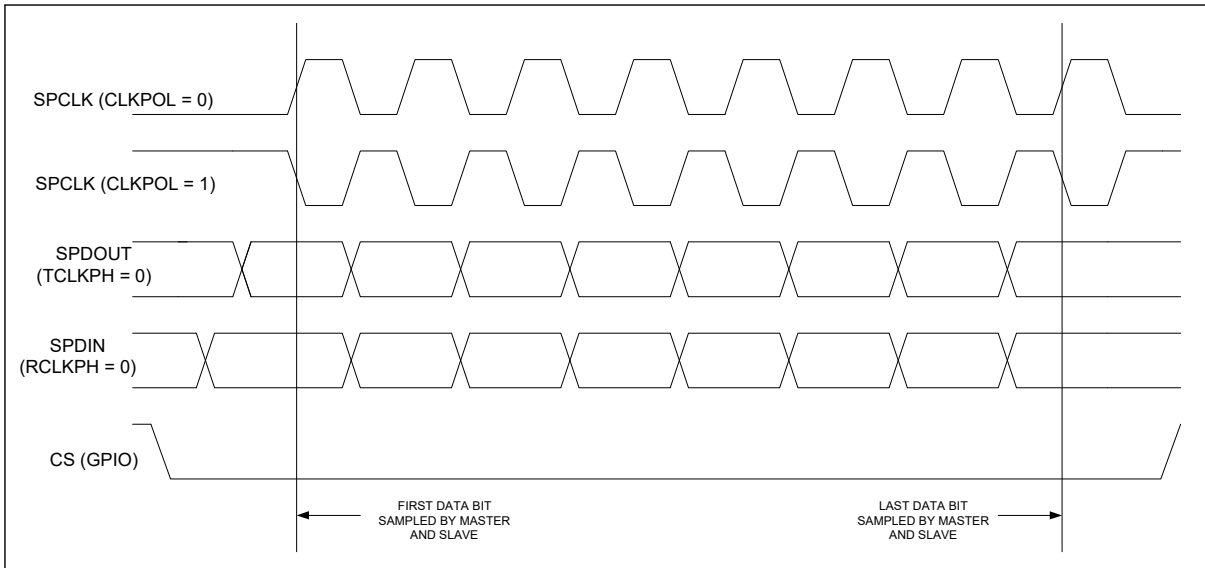 SPCLK (CLKPOL = 0)
SPCLK (CLKPOL = 1)
SPDOUT
(TCLKPH = 0)
SPDIN
(RCLKPH = 0)
CS (GPIO)
FIRST DATA BIT
SAMPLED BY MASTER
AND SLAVE
LAST DATA BIT
SAMPLED BY MASTER
AND SLAVE